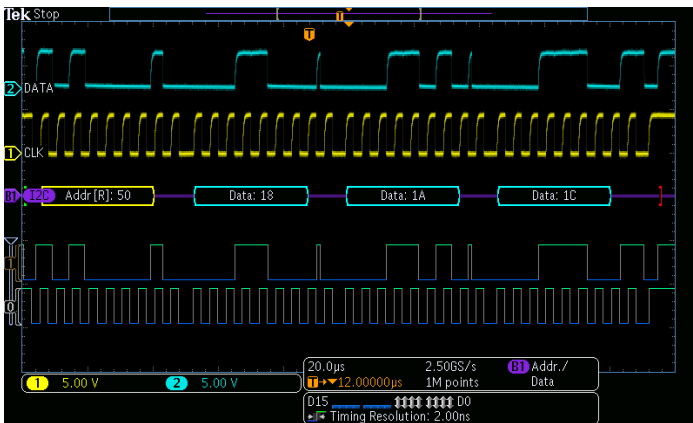 Tek Stop
T
T
2 DATA
1 CLK
B1 I2C Addr[R]: 50 Data: 18 Data: 1A Data: 1C
1
0
1 5.00 V 2 5.00 V
20.0µs 2.50GS/s B1 Addr./
T→▼12.00000µs 1M points Data
D15 D0
Timing Resolution: 2.00ns